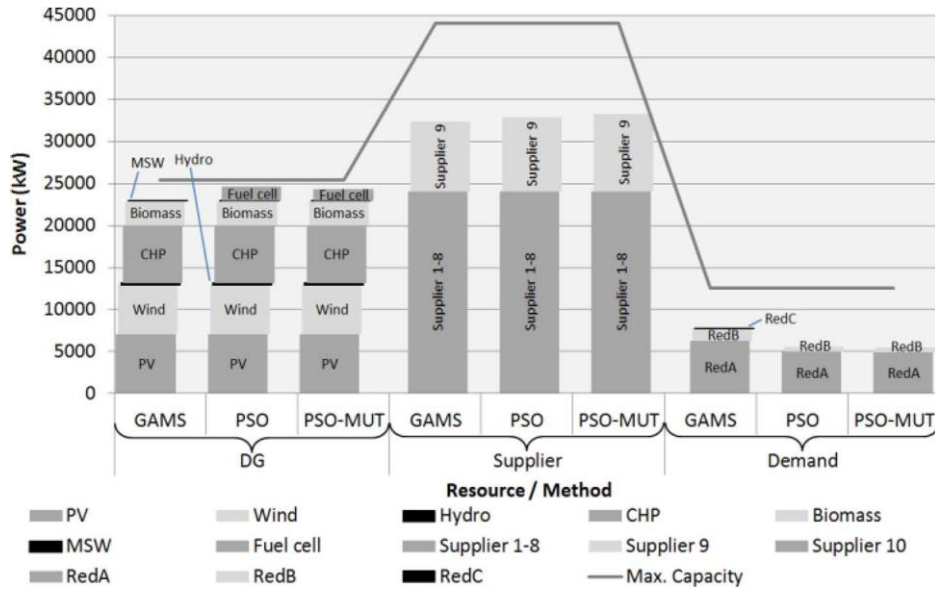 45000
40000
35000
30000
25000
20000
15000
10000
5000
0
Power (kW)
MSW
Hydro
Biomass
CHP
Wind
PV
Fuel cell
Biomass
CHP
Wind
PV
Fuel cell
Biomass
CHP
Wind
PV
Supplier 9
Supplier 1-8
Supplier 9
Supplier 1-8
Supplier 9
Supplier 1-8
RedC
RedB
RedA
RedB
RedA
RedB
RedA
GAMS PSO PSO-MUT GAMS PSO PSO-MUT GAMS PSO PSO-MUT
DG Supplier Demand
Resource / Method
PV Wind Hydro CHP Biomass
MSW Fuel cell Supplier 1-8 Supplier 9 Supplier 10
RedA RedB RedC Max. Capacity